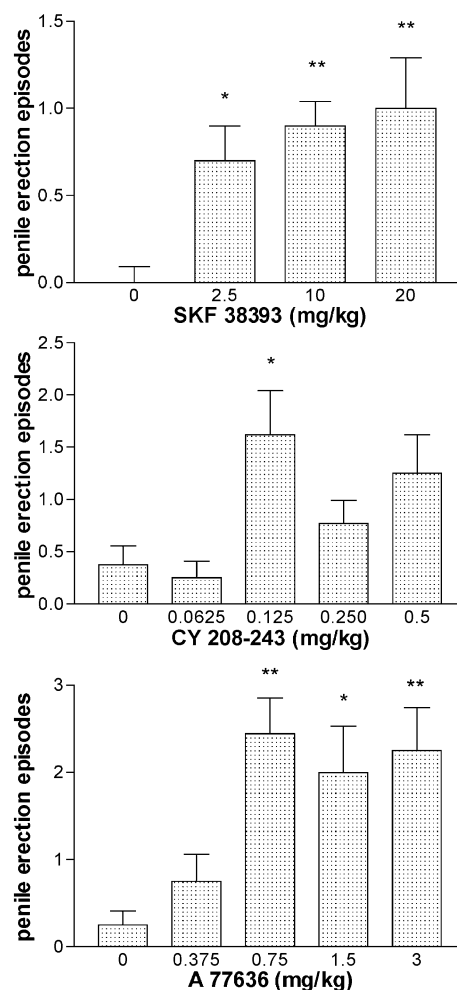 penile erection episodes
1.5
1.0
0.5
0.0
* ** **
0 2.5 10 20
SKF 38393 (mg/kg)
penile erection episodes
2.5
2.0
1.5
1.0
0.5
0.0
*
0 0.0625 0.125 0.250 0.5
CY 208-243 (mg/kg)
penile erection episodes
3
2
1
0
** * **
0 0.375 0.75 1.5 3
A 77636 (mg/kg)